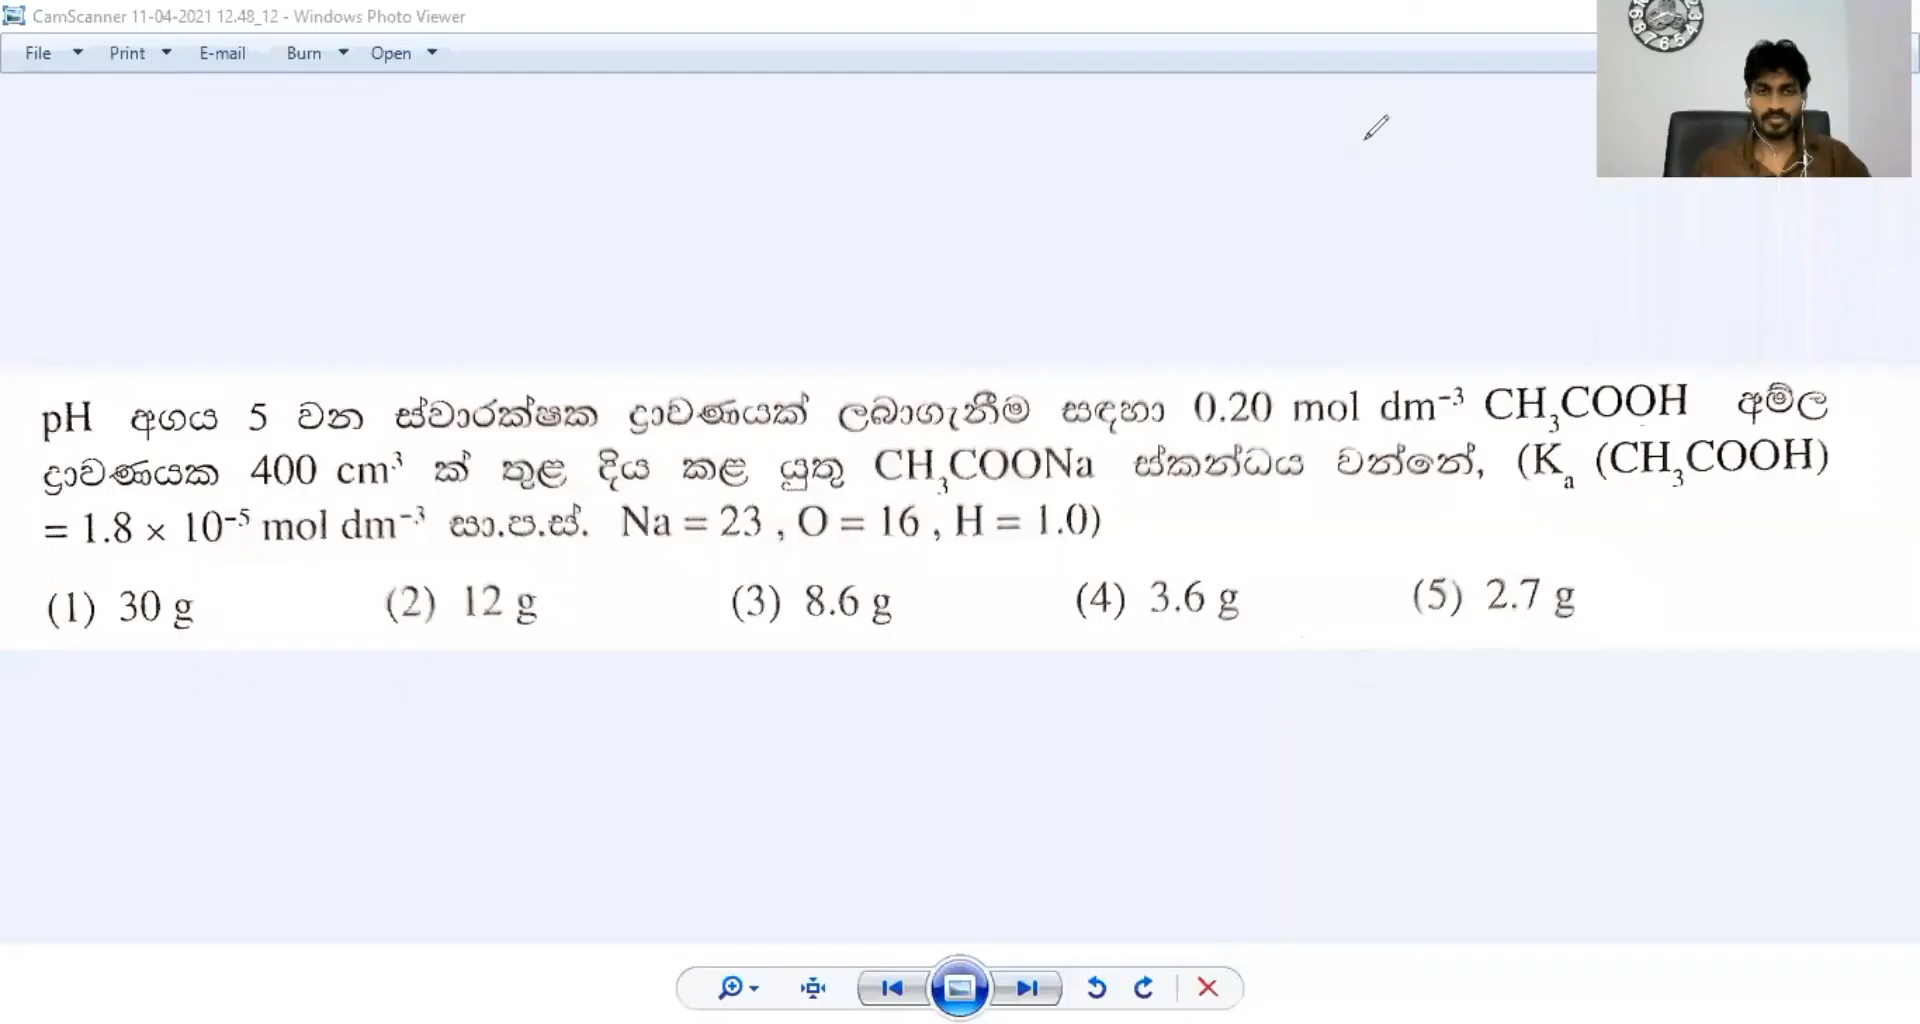 CamScanner 11-04-2021 12.48_12 - Windows Photo Viewer
File Print E-mail Burn Open
pH අගය 5 වන ස්වාරක්ෂක ද්‍රාවණයක් ලබාගැනීම සඳහා 0.20 mol dm⁻³ CH₃COOH අම්ල
ද්‍රාවණයක 400 cm³ ක් තුළ දිය කළ යුතු CH₃COONa ස්කන්ධය වන්නේ, (Kₐ (CH₃COOH)
= 1.8 × 10⁻⁵ mol dm⁻³ සා.ප.ස්. Na = 23 , O = 16 , H = 1.0)
(1) 30 g (2) 12 g (3) 8.6 g (4) 3.6 g (5) 2.7 g